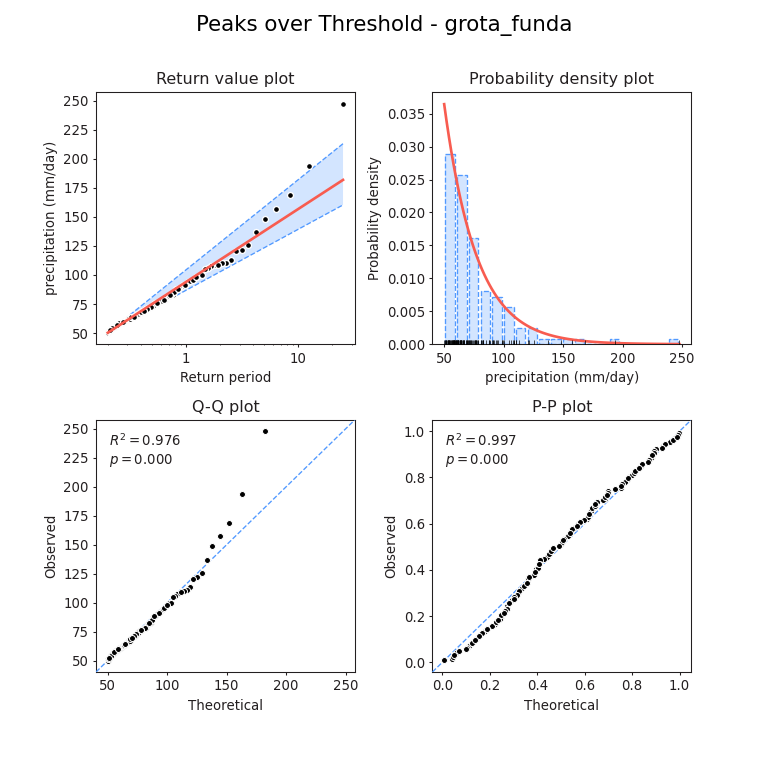 Peaks over Threshold - grota_funda
Return value plot
precipitation (mm/day)
250
225
200
175
150
125
100
75
50
1
10
Return period
Probability density plot
Probability density
0.035
0.030
0.025
0.020
0.015
0.010
0.005
0.000
50
100
150
200
250
precipitation (mm/day)
Q-Q plot
R² = 0.976
p = 0.000
Observed
250
225
200
175
150
125
100
75
50
50
100
150
200
250
Theoretical
P-P plot
R² = 0.997
p = 0.000
Observed
1.0
0.8
0.6
0.4
0.2
0.0
0.0
0.2
0.4
0.6
0.8
1.0
Theoretical